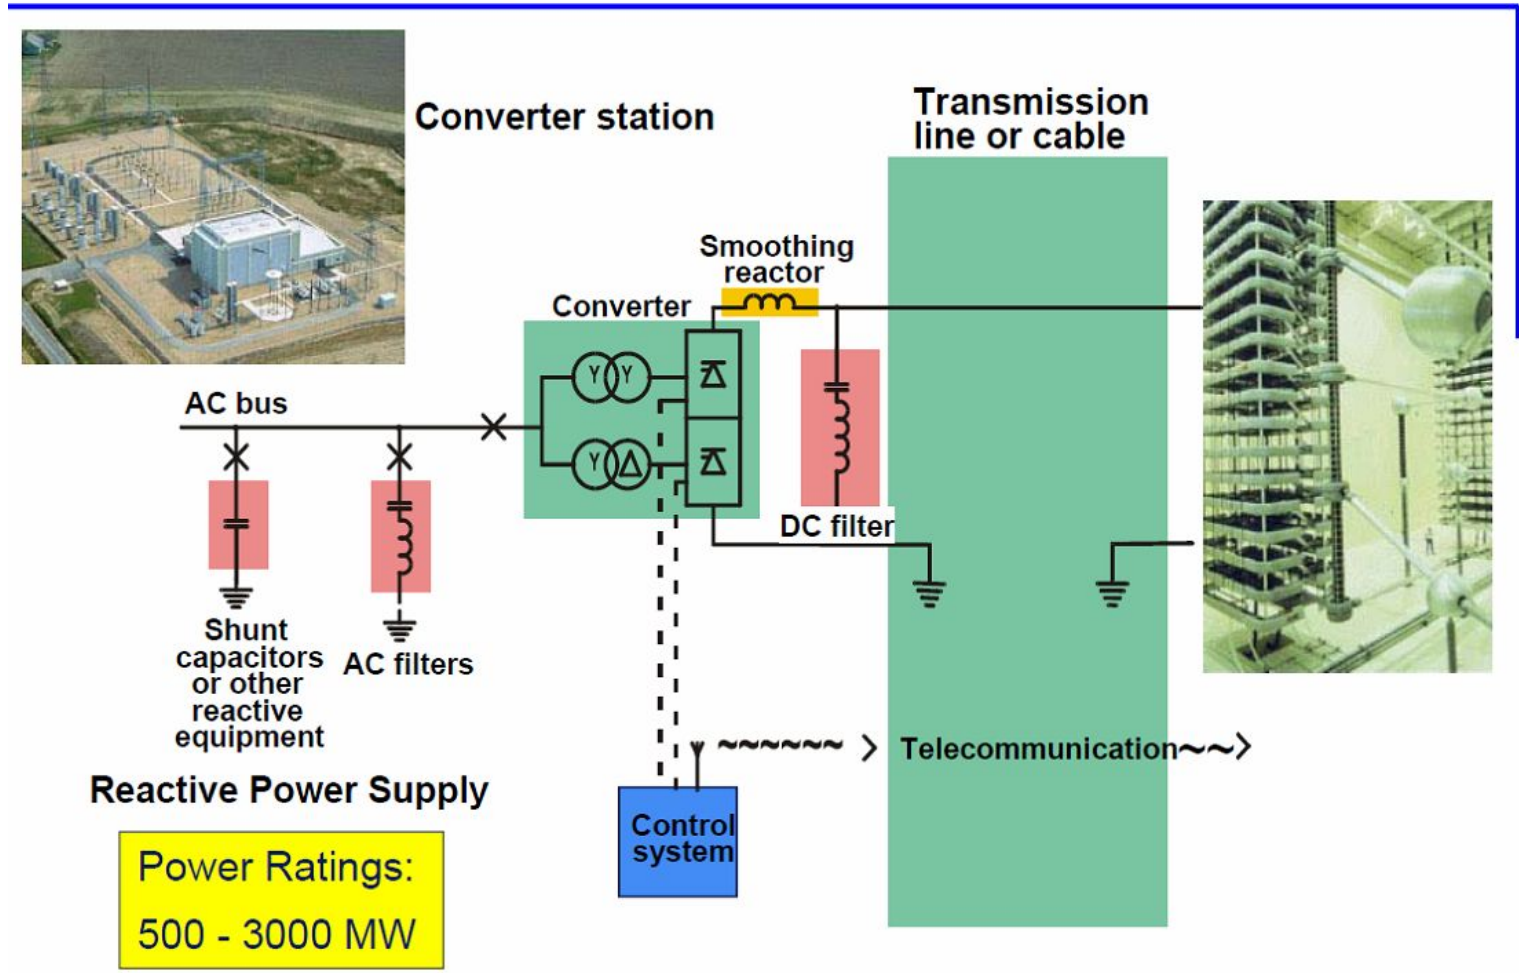 Converter station
Transmission
line or cable
Smoothing
reactor
Converter
AC bus
Y Y
Y Δ
DC filter
Shunt
capacitors
or other
reactive
equipment
AC filters
Reactive Power Supply
Telecommunication
Control
system
Power Ratings:
500 - 3000 MW